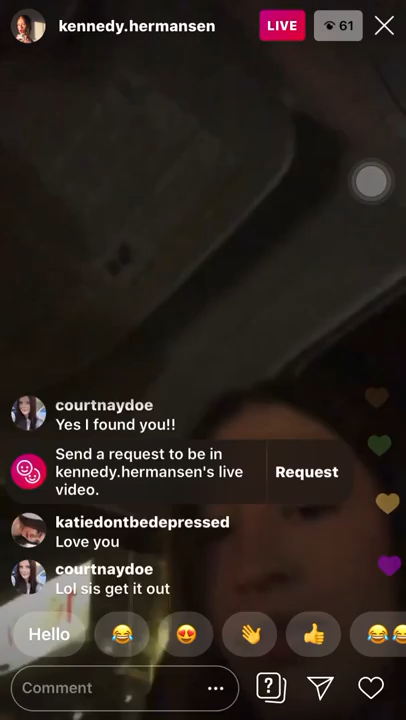 kennedy.hermansen
LIVE
61
courtnaydoe
Yes I found you!!
Send a request to be in
kennedy.hermansen's live
video.
Request
katiedontbedepressed
Love you
courtnaydoe
Lol sis get it out
Hello
Comment